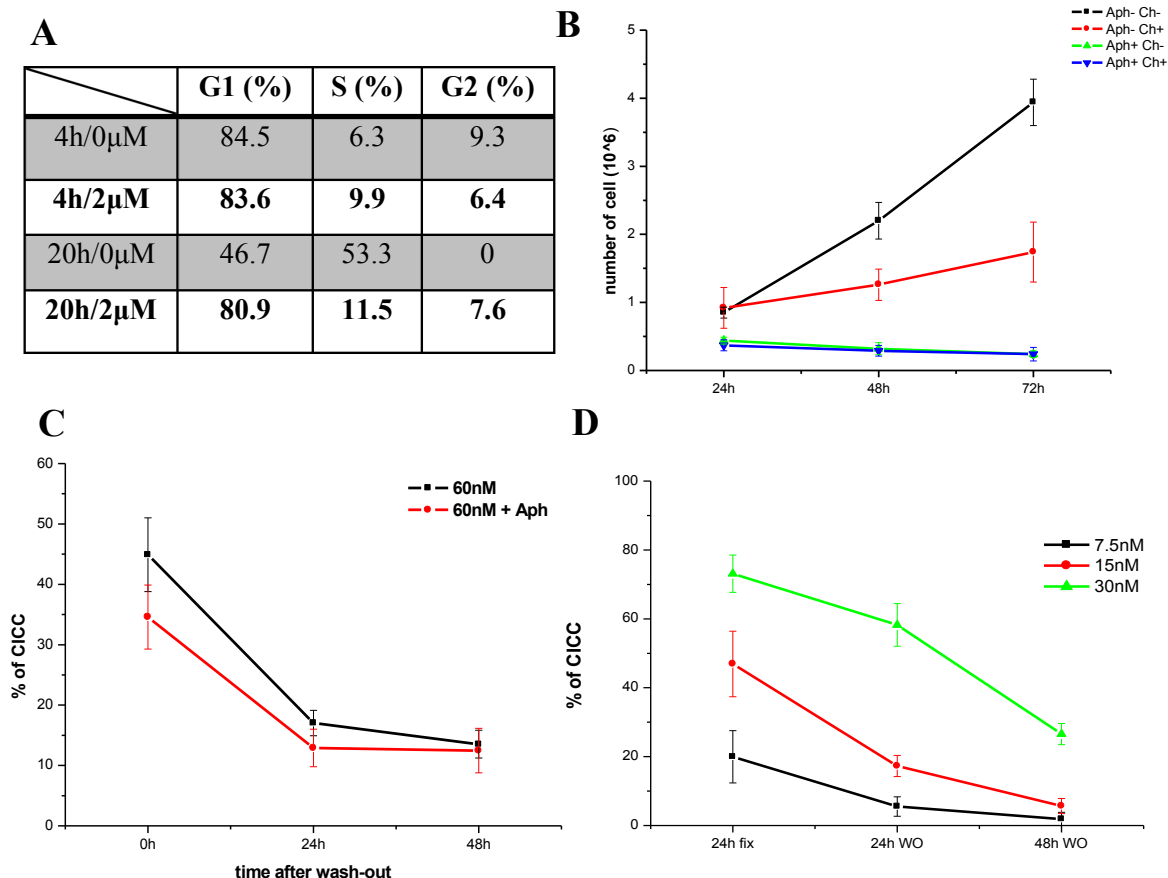 A
G1 (%) S (%) G2 (%)
4h/0µM 84.5 6.3 9.3
4h/2µM 83.6 9.9 6.4
20h/0µM 46.7 53.3 0
20h/2µM 80.9 11.5 7.6
B
Aph- Ch-
Aph- Ch+
Aph+ Ch-
Aph+ Ch+
number of cell (10^6)
5
4
3
2
1
0
24h 48h 72h
C
60nM
60nM + Aph
% of CICC
60
50
40
30
20
10
0
0h 24h 48h
time after wash-out
D
7.5nM
15nM
30nM
% of CICC
100
80
60
40
20
0
24h fix 24h WO 48h WO